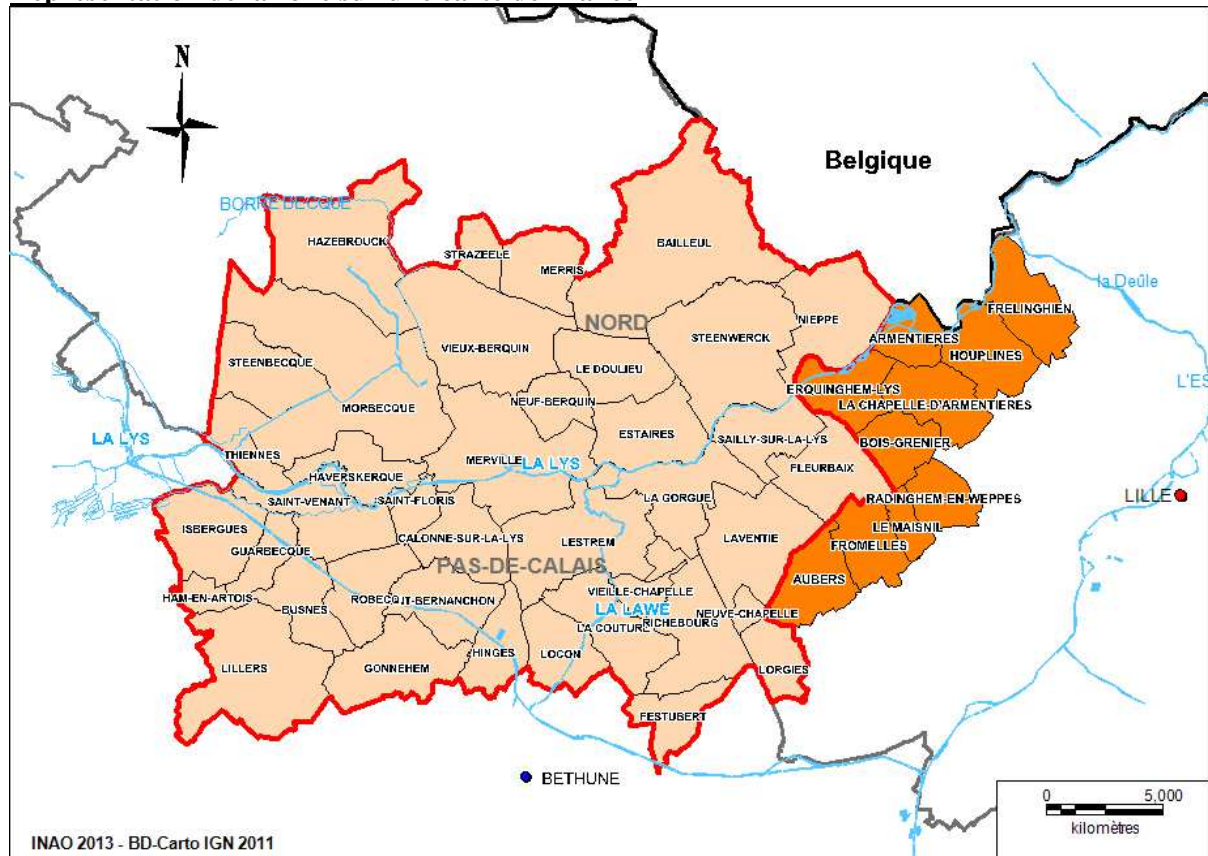 N
Belgique
BORRE BECQUE
HAZEBROUCK
STRAZEELE
MERRIS
BAILLEUL
la Deûle
FRELINGHIEN
NIEPPE
NORD
STEENWERCK
ARMENTIERES
HOUPLINES
VIEUX-BERQUIN
STEENBECQUE
LE DOULIEU
L'ES
ERQUINGHEM-LYS
LA CHAPELLE-D'ARMENTIERES
NEUF-BERQUIN
MORBECQUE
ESTAIRES
SAILLY-SUR-LA-LYS
BOIS-GRENIER
LA LYS
THIENNES
MERVILLE
LA LYS
FLEURBAIX
HAVERSKERQUE
SAINT-VENANT
SAINT-FLORIS
LA GORGUE
RADINGHEM-EN-WEPPES
LILLE
ISBERGUES
LE MAISNIL
GUARBECQUE
CALONNE-SUR-LA-LYS
LESTREM
LAVENTIE
FROMELLES
PAS-DE-CALAIS
AUBERS
HAM-EN-ARTOIS
VIEILLE-CHAPELLE
BUSNES
ROBECQ
T-BERNANCHON
LA LAWE
NEUVE-CHAPELLE
LA COUTURE
RICHEBOURG
LILLERS
GONNEHEM
HINGES
LOCON
LORGIES
FESTUBERT
BETHUNE
0 5,000
kilomètres
INAO 2013 - BD-Carto IGN 2011